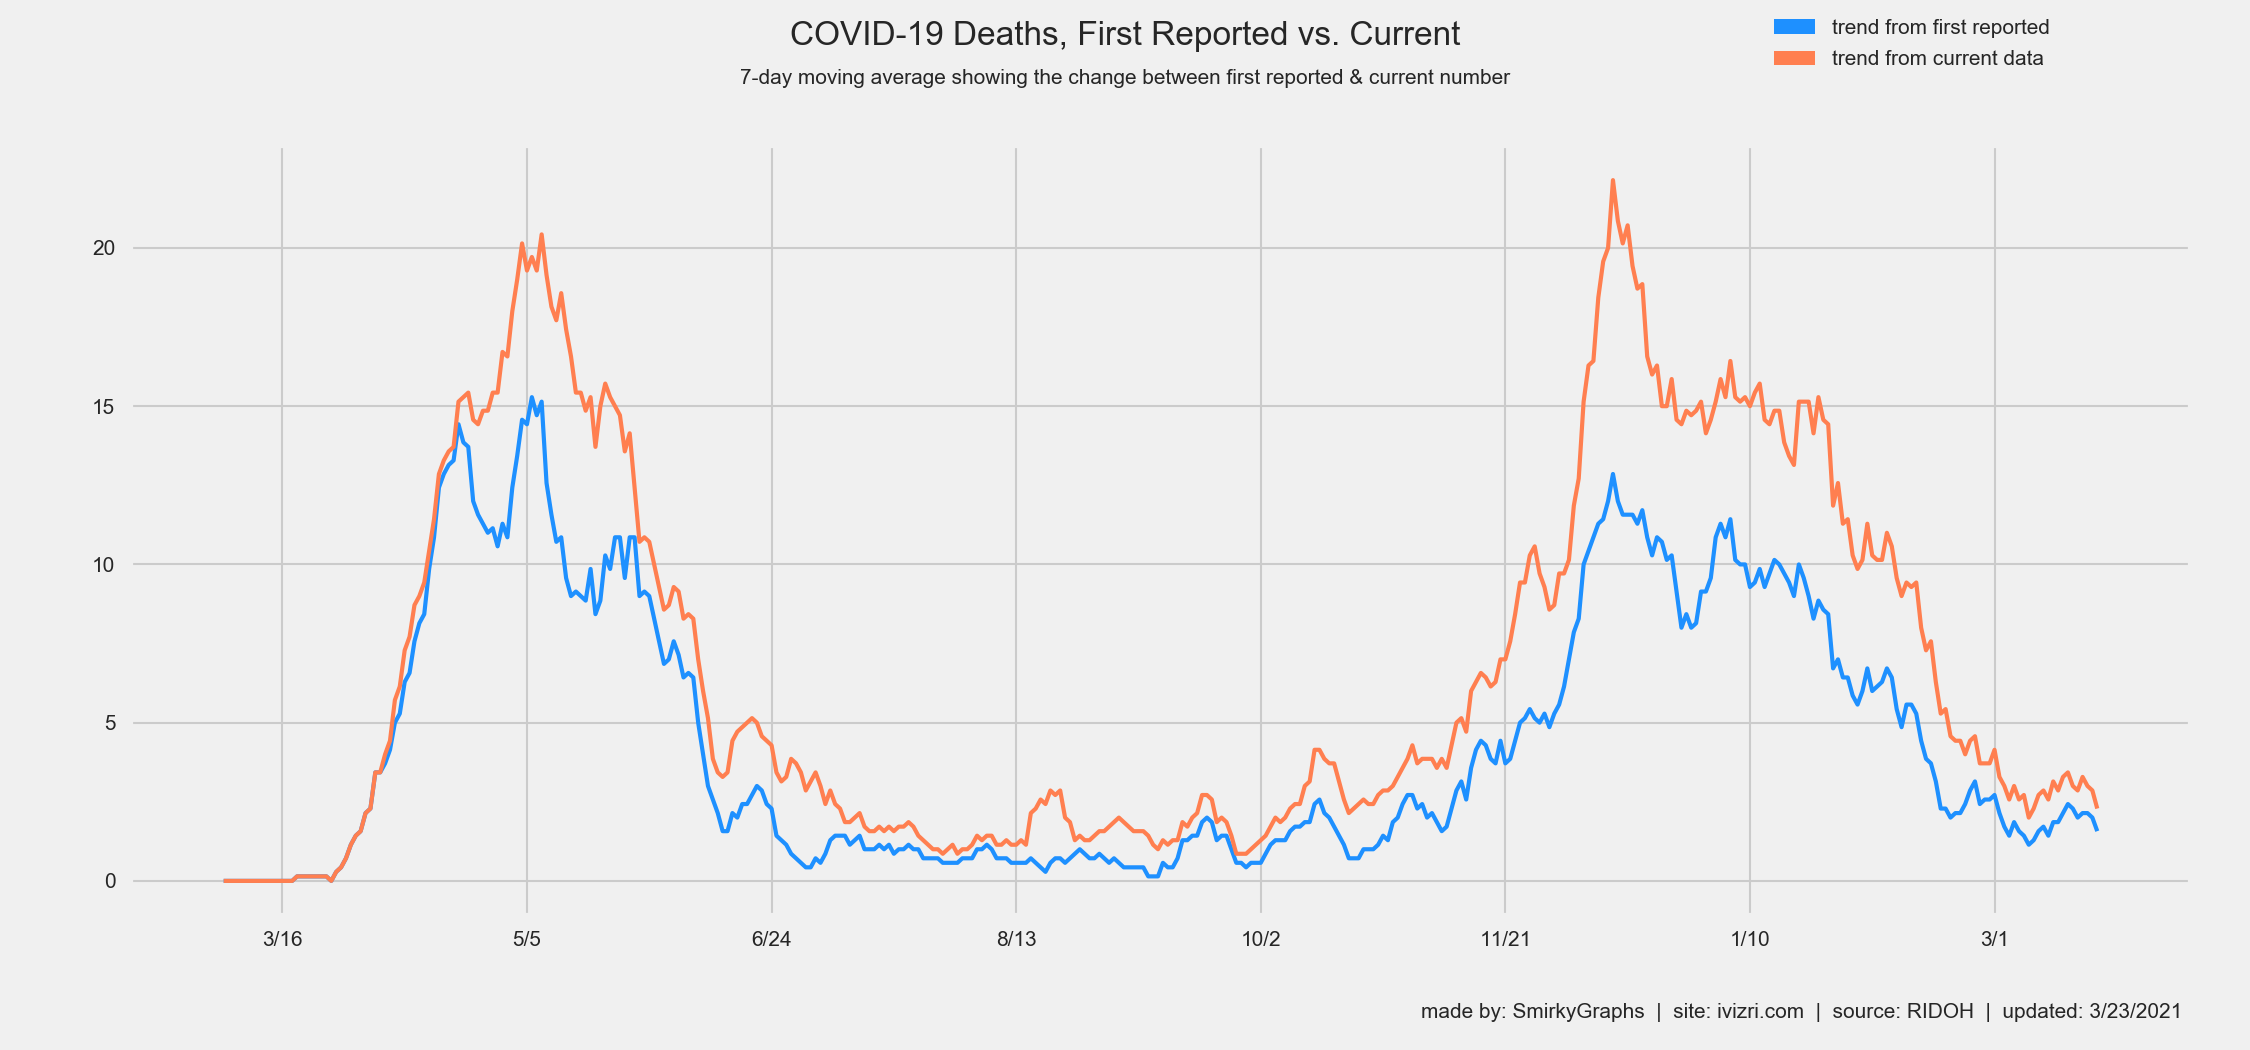 COVID-19 Deaths, First Reported vs. Current
7-day moving average showing the change between first reported & current number
trend from first reported
trend from current data
20
15
10
5
0
3/16 5/5 6/24 8/13 10/2 11/21 1/10 3/1
made by: SmirkyGraphs | site: ivizri.com | source: RIDOH | updated: 3/23/2021